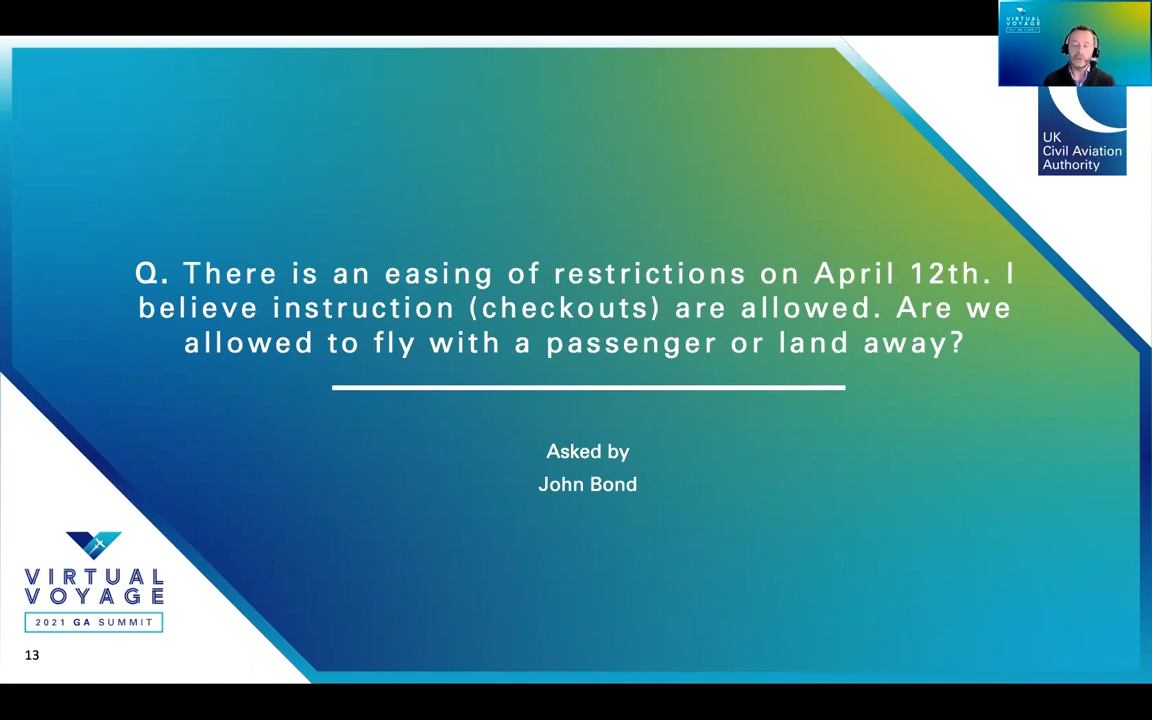 VIRTUAL
VOYAGE
UK
Civil Aviation
Authority
Q. There is an easing of restrictions on April 12th. I
believe instruction (checkouts) are allowed. Are we
allowed to fly with a passenger or land away?
Asked by
John Bond
VIRTUAL
VOYAGE
2021 GA SUMMIT
13